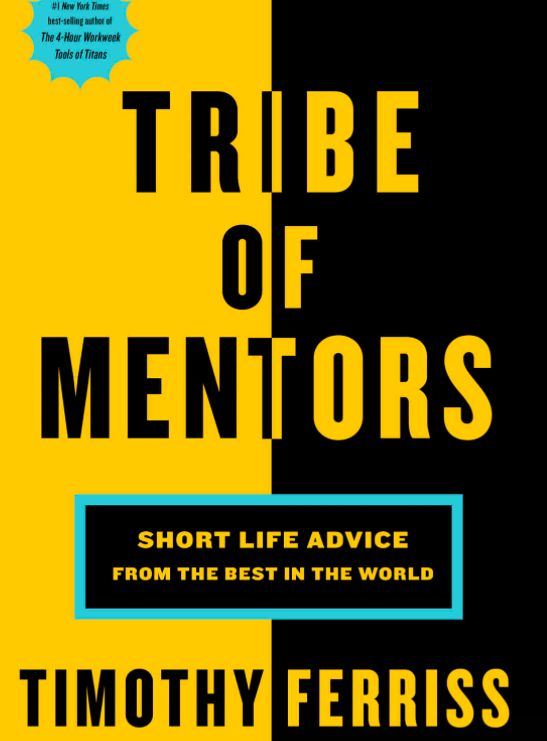 #1 New York Times
best-selling author of
The 4-Hour Workweek
Tools of Titans
TRIBE
OF
MENTORS
SHORT LIFE ADVICE
FROM THE BEST IN THE WORLD
TIMOTHY FERRISS